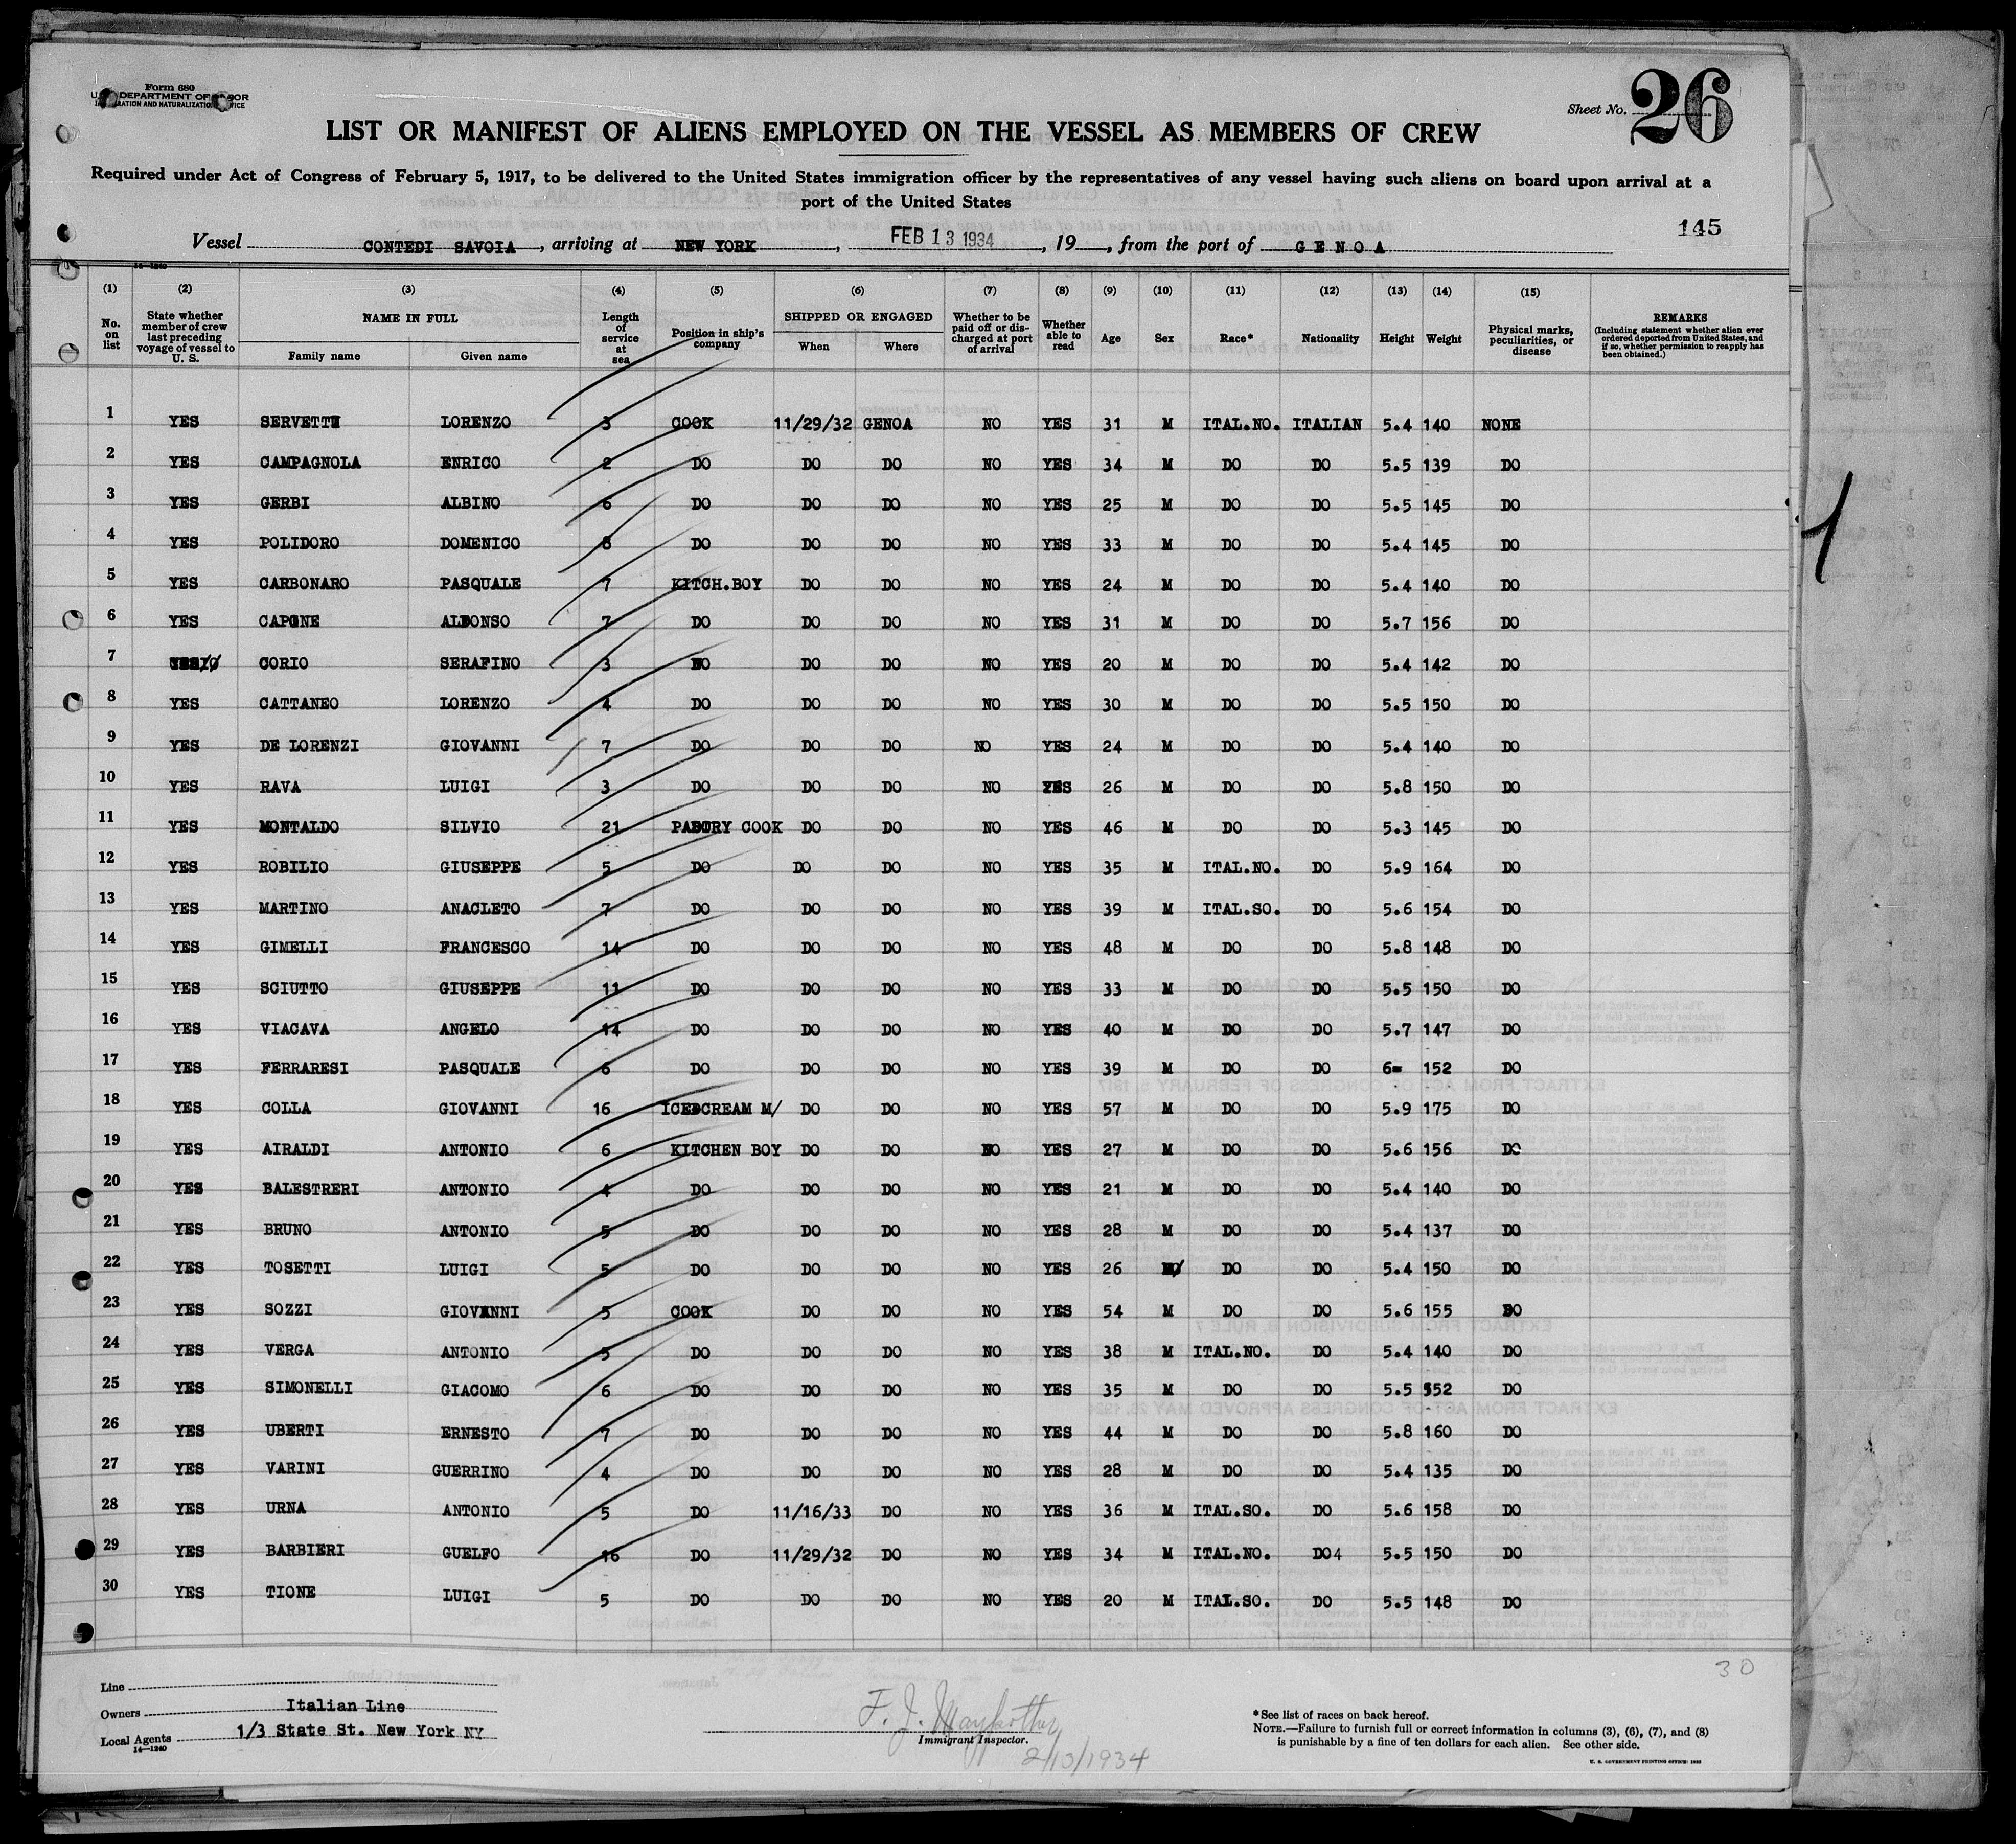 Form 680
U. S. DEPARTMENT OF LABOR
IMMIGRATION AND NATURALIZATION SERVICE
Sheet No. 26
LIST OR MANIFEST OF ALIENS EMPLOYED ON THE VESSEL AS MEMBERS OF CREW
Required under Act of Congress of February 5, 1917, to be delivered to the United States immigration officer by the representatives of any vessel having such aliens on board upon arrival at a
port of the United States
145
Vessel CONTEDI SAVOIA, arriving at NEW YORK, FEB 13 1934, 19, from the port of GENOA
14—1240
(1) (2) (3) (4) (5) (6) (7) (8) (9) (10) (11) (12) (13) (14) (15)
No. on list State whether member of crew last preceding voyage of vessel to U. S. NAME IN FULL Family name Given name Length of service at sea Position in ship's company SHIPPED OR ENGAGED When Where Whether to be paid off or discharged at port of arrival Whether able to read Age Sex Race* Nationality Height Weight Physical marks, peculiarities, or disease REMARKS (Including statement whether alien ever ordered deported from United States, and if so, whether permission to reapply has been obtained.)
1 YES SERVETTI LORENZO 3 COOK 11/29/32 GENOA NO YES 31 M ITAL.NO. ITALIAN 5.4 140 NONE
2 YES CAMPAGNOLA ENRICO 2 DO DO DO NO YES 34 M DO DO 5.5 139 DO
3 YES GERBI ALBINO 6 DO DO DO NO YES 25 M DO DO 5.5 145 DO
4 YES POLIDORO DOMENICO 8 DO DO DO NO YES 33 M DO DO 5.4 145 DO
5 YES CARBONARO PASQUALE 7 KITCH.BOY DO DO NO YES 24 M DO DO 5.4 140 DO
6 YES CAPONE ALFONSO 7 DO DO DO NO YES 31 M DO DO 5.7 156 DO
7 CORIO SERAFINO 3 DO DO DO NO YES 20 M DO DO 5.4 142 DO
8 YES CATTANEO LORENZO 4 DO DO DO NO YES 30 M DO DO 5.5 150 DO
9 YES DE LORENZI GIOVANNI 7 DO DO DO NO YES 24 M DO DO 5.4 140 DO
10 YES RAVA LUIGI 3 DO DO DO NO YES 26 M DO DO 5.8 150 DO
11 YES MONTALDO SILVIO 21 PASTRY COOK DO DO NO YES 46 M DO DO 5.3 145 DO
12 YES ROBILIO GIUSEPPE 5 DO DO DO NO YES 35 M ITAL.NO. DO 5.9 164 DO
13 YES MARTINO ANACLETO 7 DO DO DO NO YES 39 M ITAL.SO. DO 5.6 154 DO
14 YES GIMELLI FRANCESCO 14 DO DO DO NO YES 48 M DO DO 5.8 148 DO
15 YES SCIUTTO GIUSEPPE 11 DO DO DO NO YES 33 M DO DO 5.5 150 DO
16 YES VIACAVA ANGELO 14 DO DO DO NO YES 40 M DO DO 5.7 147 DO
17 YES FERRARESI PASQUALE 6 DO DO DO NO YES 39 M DO DO 6= 152 DO
18 YES COLLA GIOVANNI 16 ICE CREAM M/ DO DO NO YES 57 M DO DO 5.9 175 DO
19 YES AIRALDI ANTONIO 6 KITCHEN BOY DO DO NO YES 27 M DO DO 5.6 156 DO
20 YES BALESTRERI ANTONIO 4 DO DO DO NO YES 21 M DO DO 5.4 140 DO
21 YES BRUNO ANTONIO 5 DO DO DO NO YES 28 M DO DO 5.4 137 DO
22 YES TOSETTI LUIGI 5 DO DO DO NO YES 26 DO DO 5.4 150 DO
23 YES SOZZI GIOVANNI 5 COOK DO DO NO YES 54 M DO DO 5.6 155 DO
24 YES VERGA ANTONIO 5 DO DO DO NO YES 38 M ITAL.NO. DO 5.4 140 DO
25 YES SIMONELLI GIACOMO 6 DO DO DO NO YES 35 M DO DO 5.5 552 DO
26 YES UBERTI ERNESTO 7 DO DO DO NO YES 44 M DO DO 5.8 160 DO
27 YES VARINI GUERRINO 4 DO DO DO NO YES 28 M DO DO 5.4 135 DO
28 YES URNA ANTONIO 5 DO 11/16/33 DO NO YES 36 M ITAL.SO. DO 5.6 158 DO
29 YES BARBIERI GUELFO 16 DO 11/29/32 DO NO YES 34 M ITAL.NO. DO4 5.5 150 DO
30 YES TIONE LUIGI 5 DO DO DO NO YES 20 M ITAL.SO. DO 5.5 148 DO
30
Line
Owners Italian Line
Local Agents 1/3 State St. New York NY
14—1240
F. J.
Immigrant Inspector.
2/13/1934
*See list of races on back hereof.
NOTE.—Failure to furnish full or correct information in columns (3), (6), (7), and (8)
is punishable by a fine of ten dollars for each alien. See other side.
U. S. GOVERNMENT PRINTING OFFICE: 1933